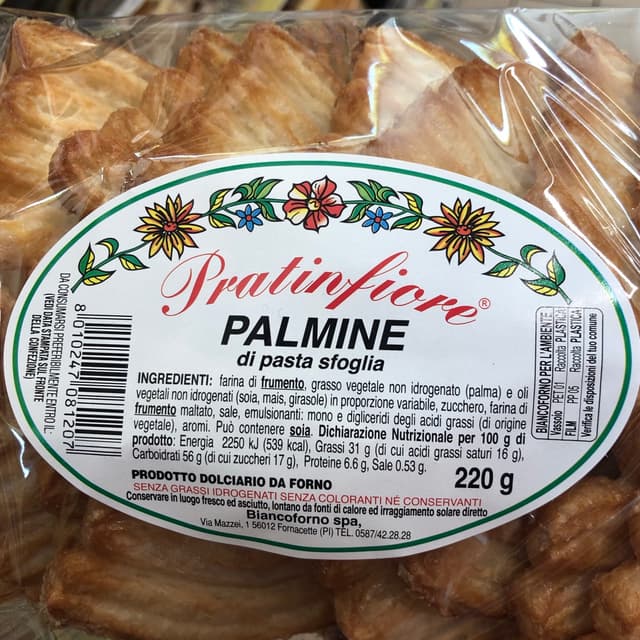 Pratinfiore®
PALMINE
di pasta sfoglia
INGREDIENTI: farina di frumento, grasso vegetale non idrogenato (palma) e oli
vegetali non idrogenati (soia, mais, girasole) in proporzione variabile, zucchero, farina di
frumento maltato, sale, emulsionanti: mono e digliceridi degli acidi grassi (di origine
vegetale), aromi. Può contenere soia. Dichiarazione Nutrizionale per 100 g di
prodotto: Energia 2250 kJ (539 kcal), Grassi 31 g (di cui acidi grassi saturi 16 g),
Carboidrati 56 g (di cui zuccheri 17 g), Proteine 6.6 g, Sale 0.53 g.
PRODOTTO DOLCIARIO DA FORNO
220 g
SENZA GRASSI IDROGENATI SENZA COLORANTI NÉ CONSERVANTI
Conservare in luogo fresco ed asciutto, lontano da fonti di calore ed irraggiamento solare diretto
Biancoforno spa,
Via Mazzei, 1 56012 Fornacette (PI) TEL. 0587/42.28.28
DA CONSUMARSI PREFERIBILMENTE ENTRO IL:
VEDI DATA STAMPATA SUL FRONTE
DELLA CONFEZIONE
8010247091207
BIANCOFORNO PER L'AMBIENTE
Vassoio PET 01 Raccolta PLASTICA
FILM PP 05 Raccolta PLASTICA
Verifica le disposizioni del tuo comune